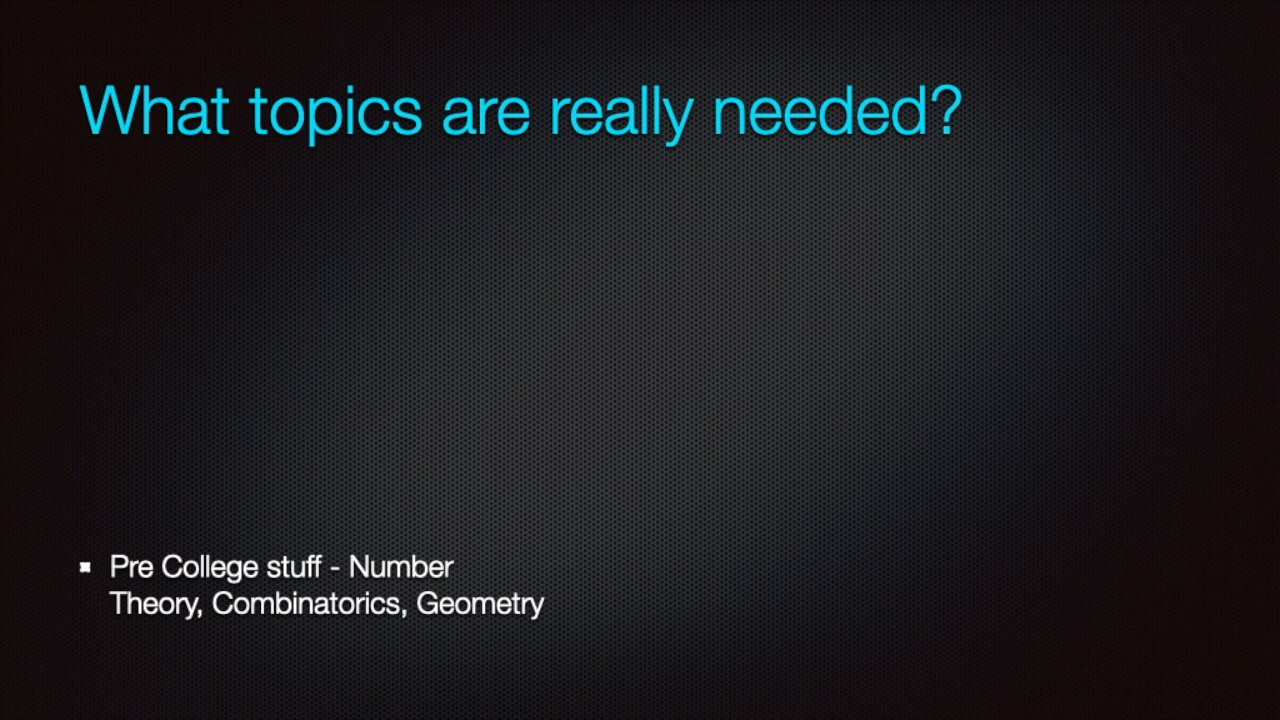 What topics are really needed?
Pre College stuff - Number
Theory, Combinatorics, Geometry